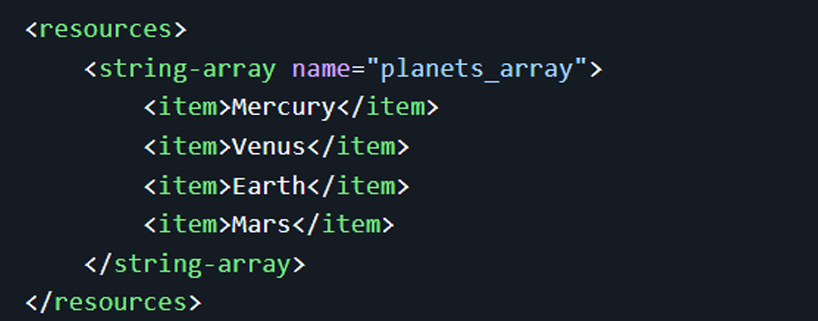 <resources>
    <string-array name="planets_array">
        <item>Mercury</item>
        <item>Venus</item>
        <item>Earth</item>
        <item>Mars</item>
    </string-array>
</resources>